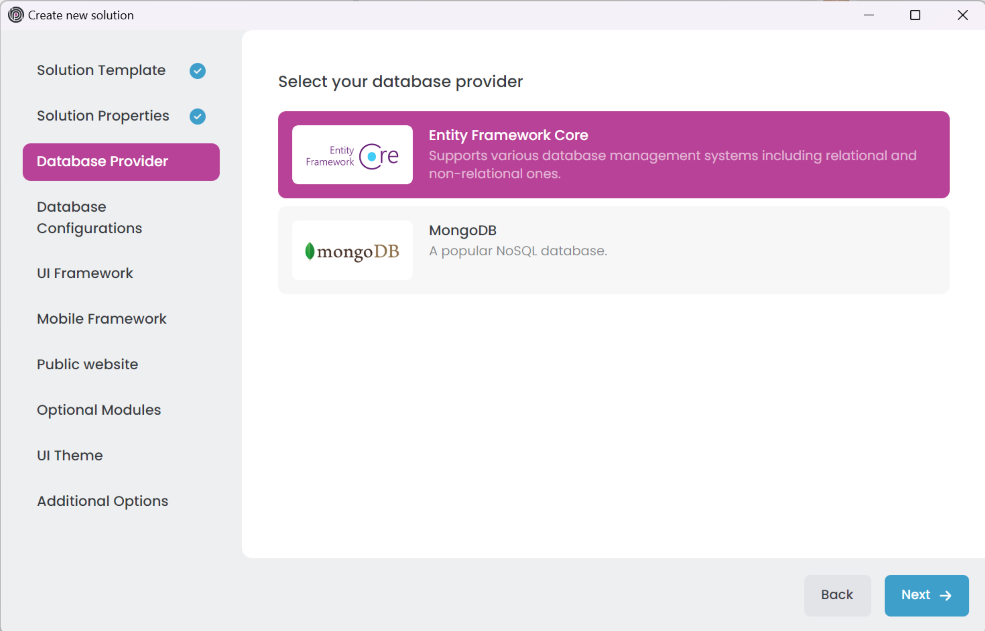 Create new solution
Solution Template
Solution Properties
Database Provider
Database
Configurations
UI Framework
Mobile Framework
Public website
Optional Modules
UI Theme
Additional Options
Select your database provider
Entity
Framework Core
Entity Framework Core
Supports various database management systems including relational and
non-relational ones.
mongoDB
MongoDB
A popular NoSQL database.
Back
Next